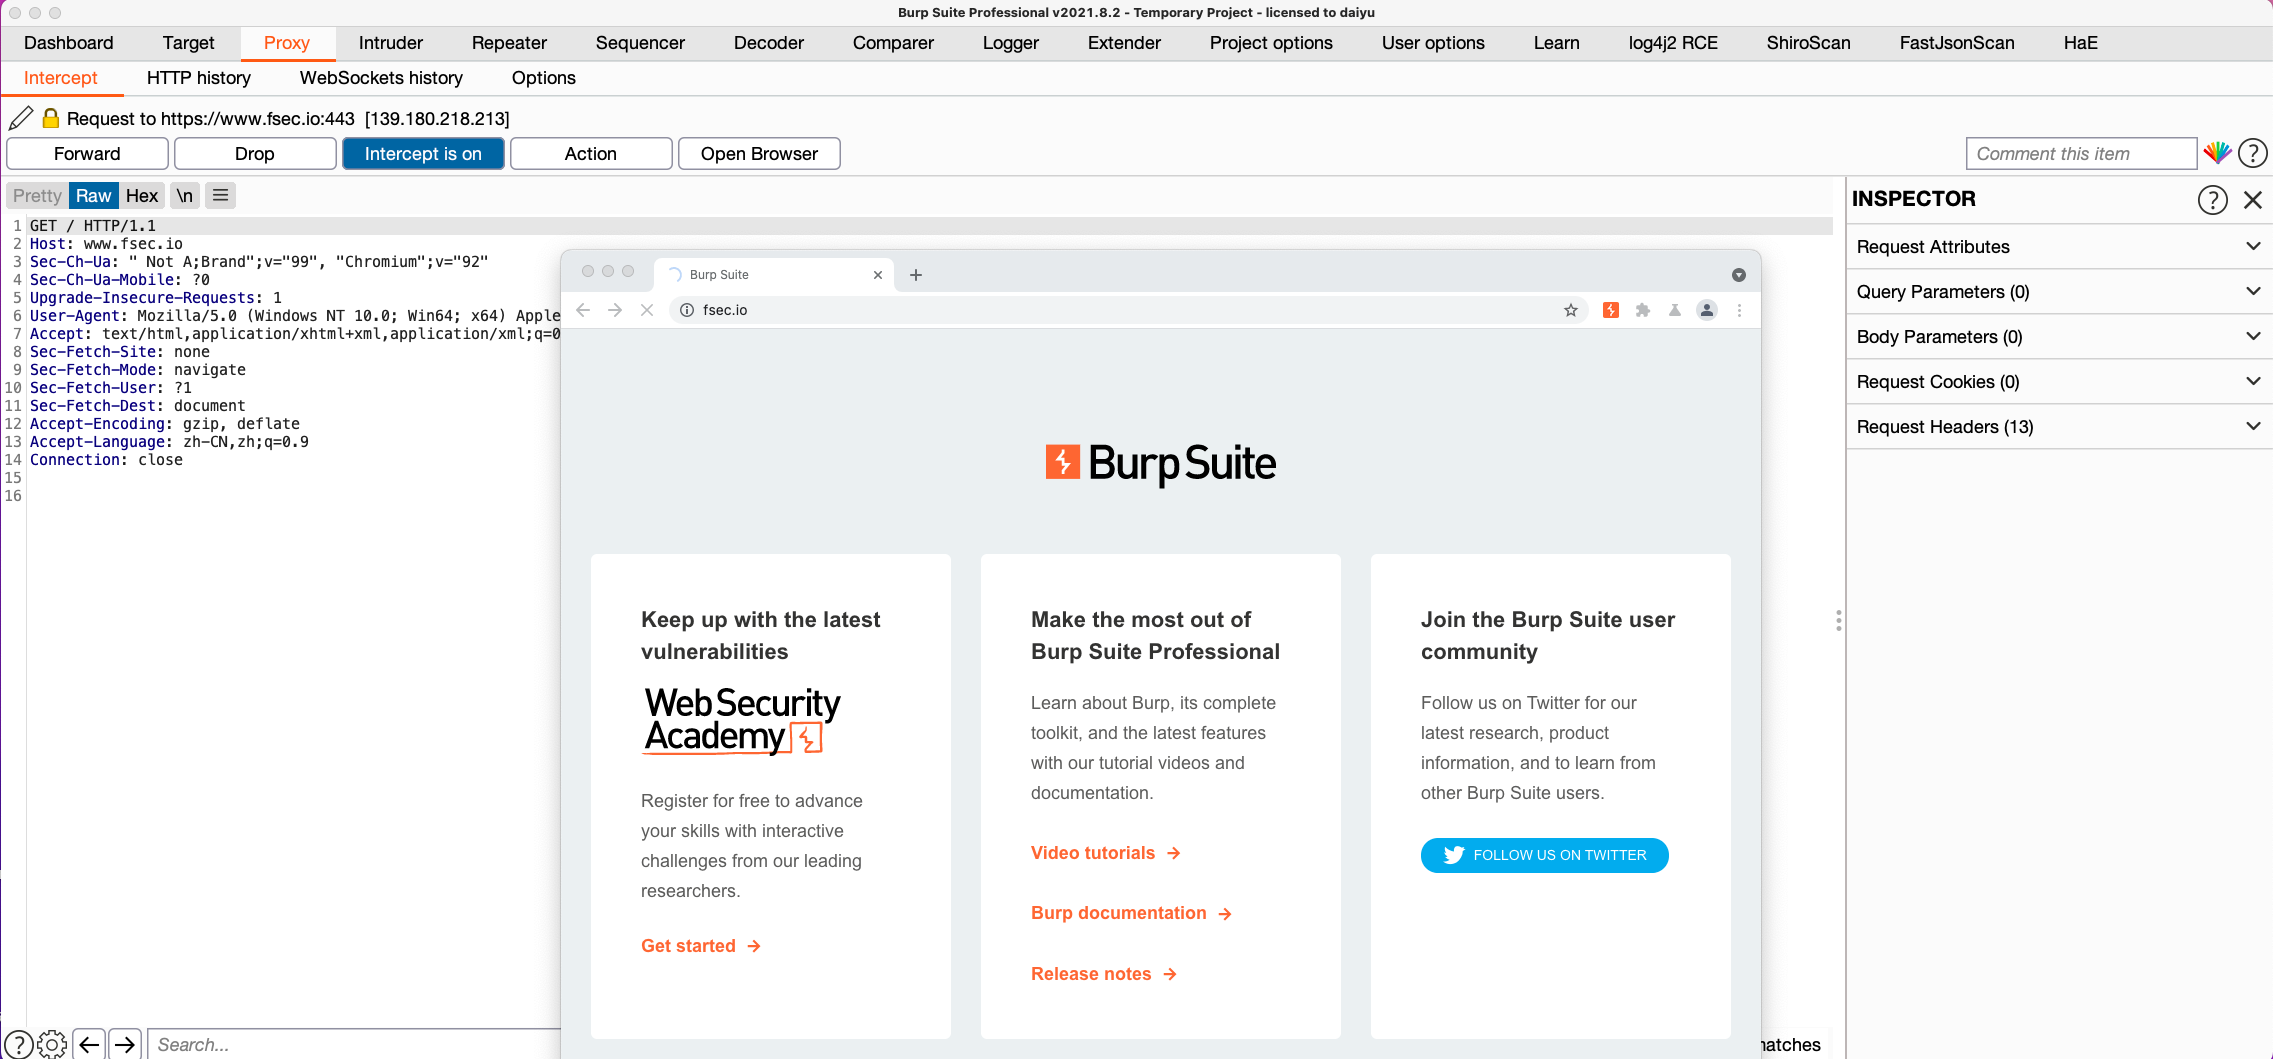 Burp Suite Professional v2021.8.2 - Temporary Project - licensed to daiyu
Dashboard Target Proxy Intruder Repeater Sequencer Decoder Comparer Logger Extender Project options User options Learn log4j2 RCE ShiroScan FastJsonScan HaE
Intercept HTTP history WebSockets history Options
Request to https://www.fsec.io:443 [139.180.218.213]
Forward Drop Intercept is on Action Open Browser Comment this item ?
Pretty Raw Hex \n
1 GET / HTTP/1.1
2 Host: www.fsec.io
3 Sec-Ch-Ua: " Not A;Brand";v="99", "Chromium";v="92"
4 Sec-Ch-Ua-Mobile: ?0
5 Upgrade-Insecure-Requests: 1
6 User-Agent: Mozilla/5.0 (Windows NT 10.0; Win64; x64) Apple
7 Accept: text/html,application/xhtml+xml,application/xml;q=0
8 Sec-Fetch-Site: none
9 Sec-Fetch-Mode: navigate
10 Sec-Fetch-User: ?1
11 Sec-Fetch-Dest: document
12 Accept-Encoding: gzip, deflate
13 Accept-Language: zh-CN,zh;q=0.9
14 Connection: close
15
16
Burp Suite
fsec.io
Burp Suite
Keep up with the latest
vulnerabilities
Web Security
Academy
Register for free to advance
your skills with interactive
challenges from our leading
researchers.
Get started →
Make the most out of
Burp Suite Professional
Learn about Burp, its complete
toolkit, and the latest features
with our tutorial videos and
documentation.
Video tutorials →
Burp documentation →
Release notes →
Join the Burp Suite user
community
Follow us on Twitter for our
latest research, product
information, and to learn from
other Burp Suite users.
FOLLOW US ON TWITTER
INSPECTOR ?
Request Attributes
Query Parameters (0)
Body Parameters (0)
Request Cookies (0)
Request Headers (13)
? Search...